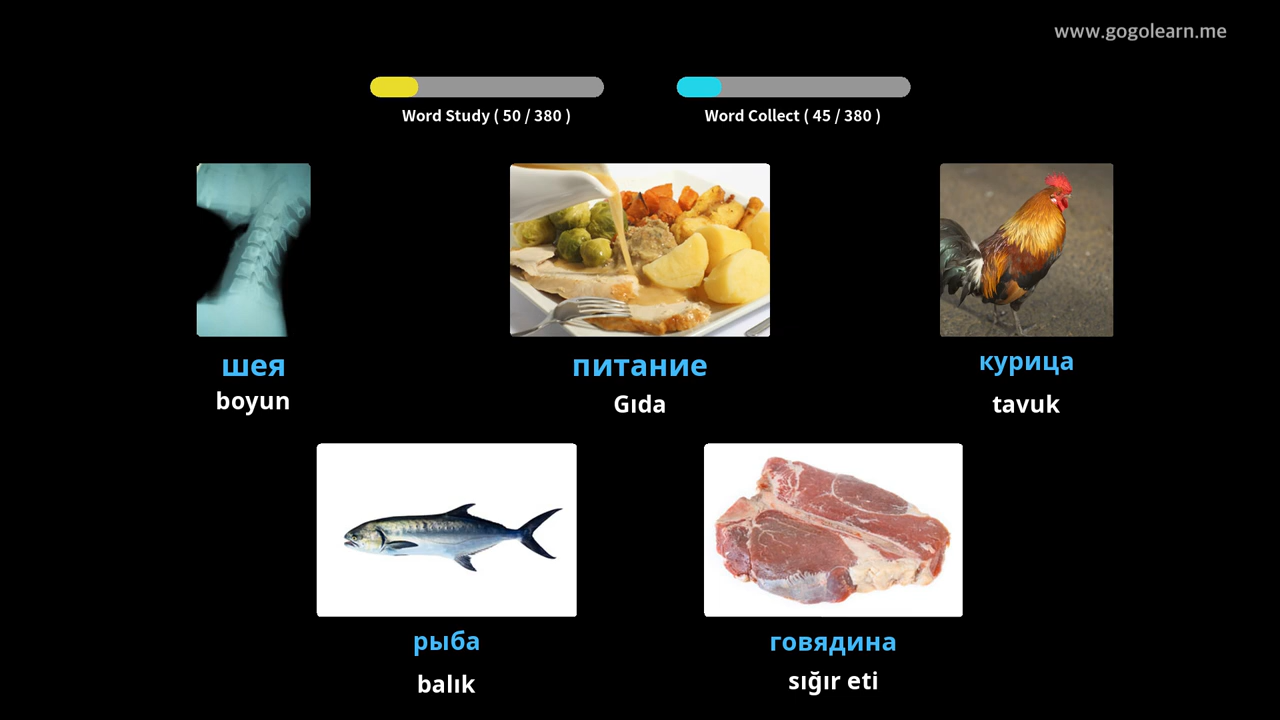 www.gogolearn.me
Word Study ( 50 / 380 )
Word Collect ( 45 / 380 )
шея
boyun
питание
Gıda
курица
tavuk
рыба
balık
говядина
sığır eti